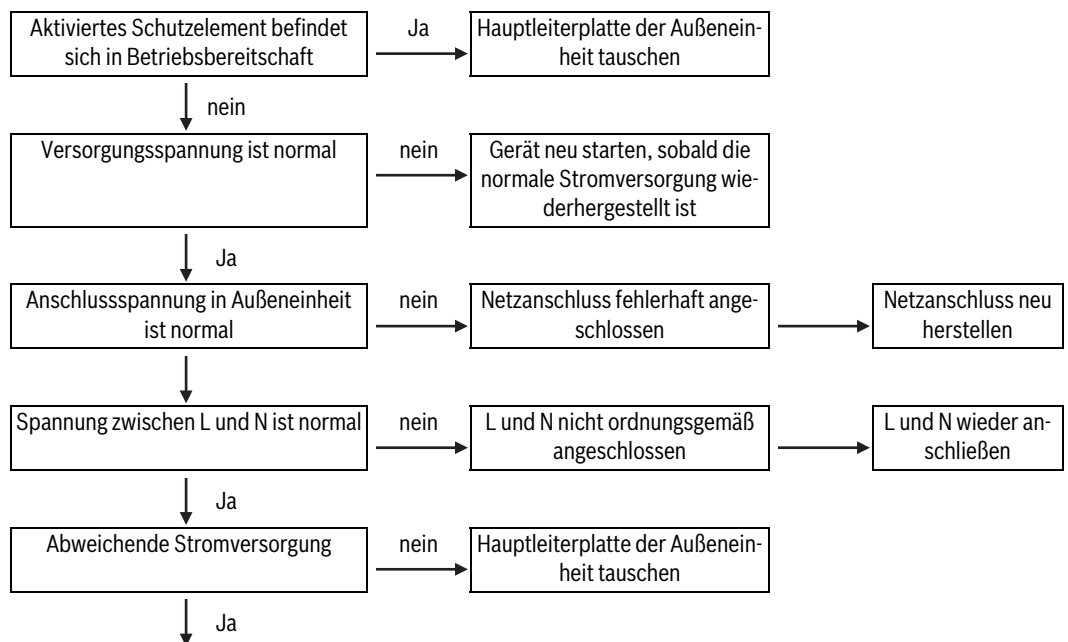 Aktiviertes Schutzelement befindet
sich in Betriebsbereitschaft
Ja
Hauptleiterplatte der Außenein-
heit tauschen
nein
Versorgungsspannung ist normal
nein
Gerät neu starten, sobald die
normale Stromversorgung wie-
derhergestellt ist
Ja
Anschlussspannung in Außeneinheit
ist normal
nein
Netzanschluss fehlerhaft ange-
schlossen
Netzanschluss neu
herstellen
Spannung zwischen L und N ist normal
nein
L und N nicht ordnungsgemäß
angeschlossen
L und N wieder an-
schließen
Ja
Abweichende Stromversorgung
nein
Hauptleiterplatte der Außenein-
heit tauschen
Ja